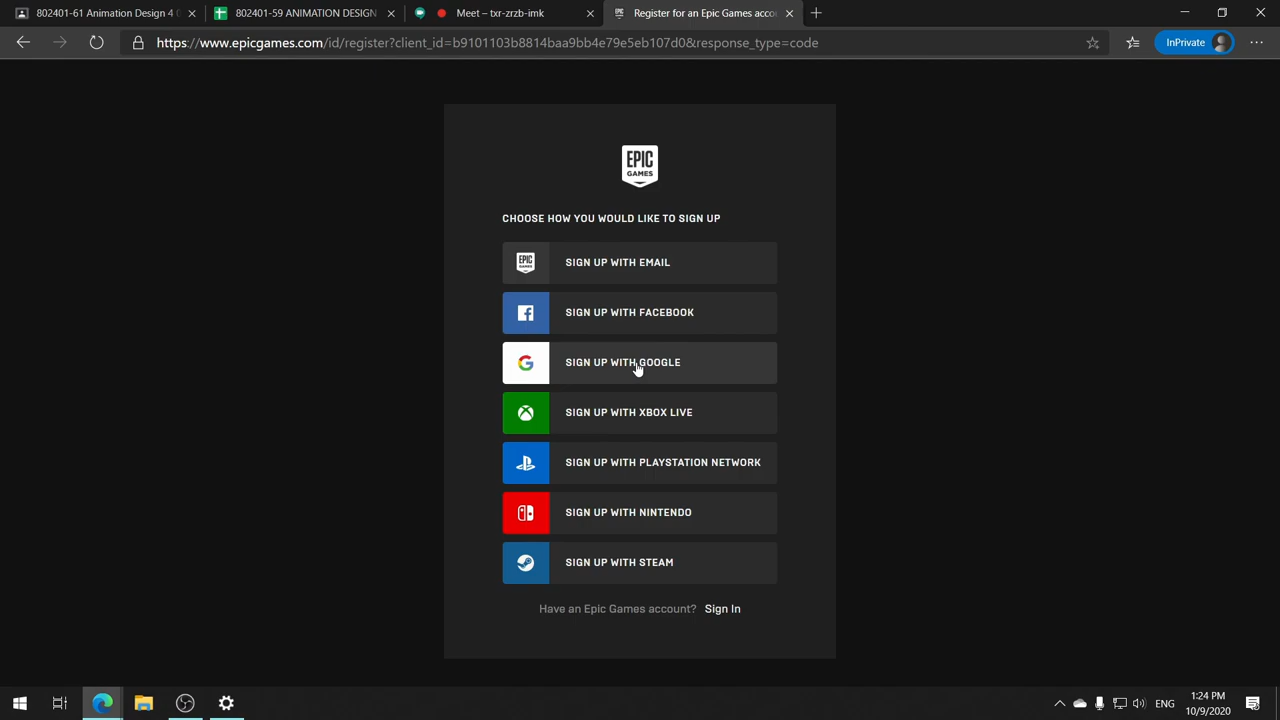 802401-61 Animation Design 4 (
802401-59 ANIMATION DESIGN
Meet – txr-zrzb-imk
Register for an Epic Games accou
https://www.epicgames.com/id/register?client_id=b9101103b8814baa9bb4e79e5eb107d0&response_type=code
InPrivate
EPIC
GAMES
CHOOSE HOW YOU WOULD LIKE TO SIGN UP
EPIC
GAMES
SIGN UP WITH EMAIL
SIGN UP WITH FACEBOOK
SIGN UP WITH GOOGLE
SIGN UP WITH XBOX LIVE
SIGN UP WITH PLAYSTATION NETWORK
SIGN UP WITH NINTENDO
SIGN UP WITH STEAM
Have an Epic Games account? Sign In
ENG
1:24 PM
10/9/2020